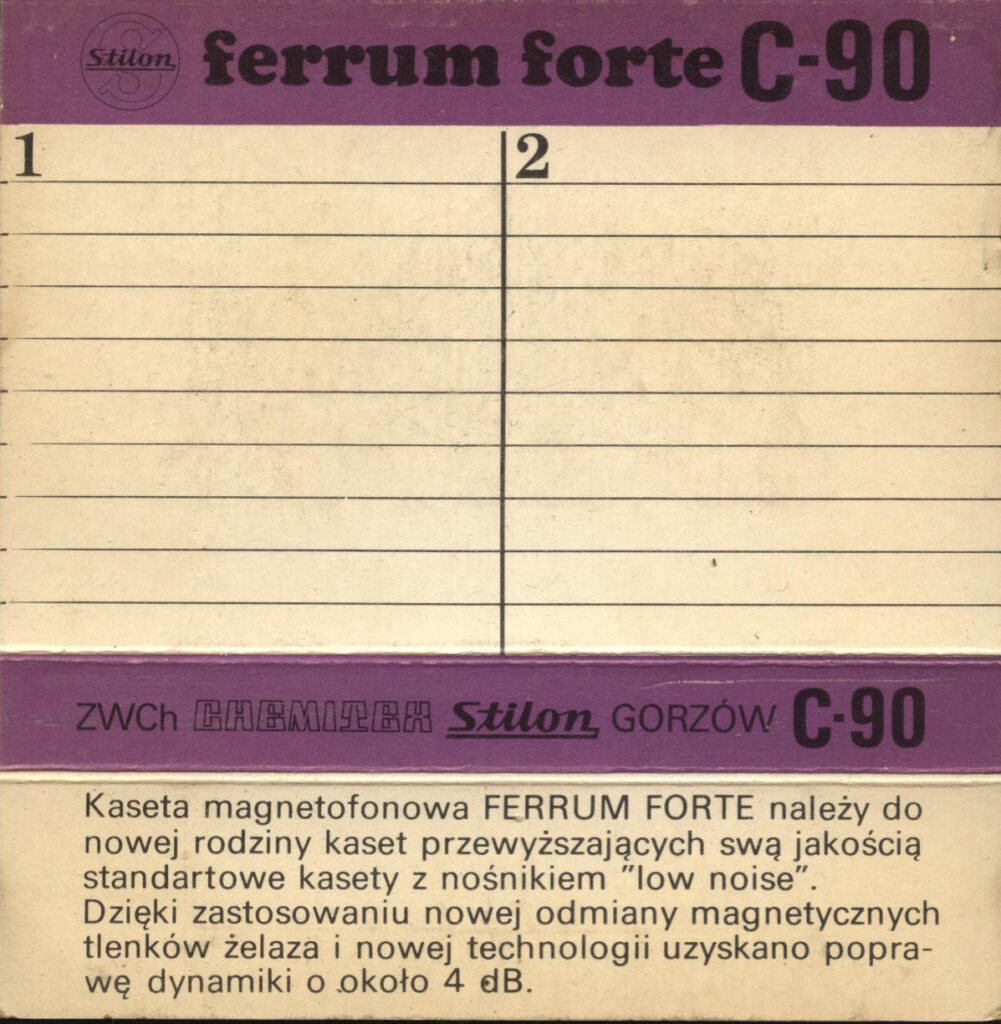 Stilon ferrum forte C-90
1 2
ZWCh CHEMITEX Stilon GORZÓW C-90
Kaseta magnetofonowa FERRUM FORTE należy do
nowej rodziny kaset przewyższających swą jakością
standartowe kasety z nośnikiem "low noise".
Dzięki zastosowaniu nowej odmiany magnetycznych
tlenków żelaza i nowej technologii uzyskano popra-
wę dynamiki o około 4 dB.